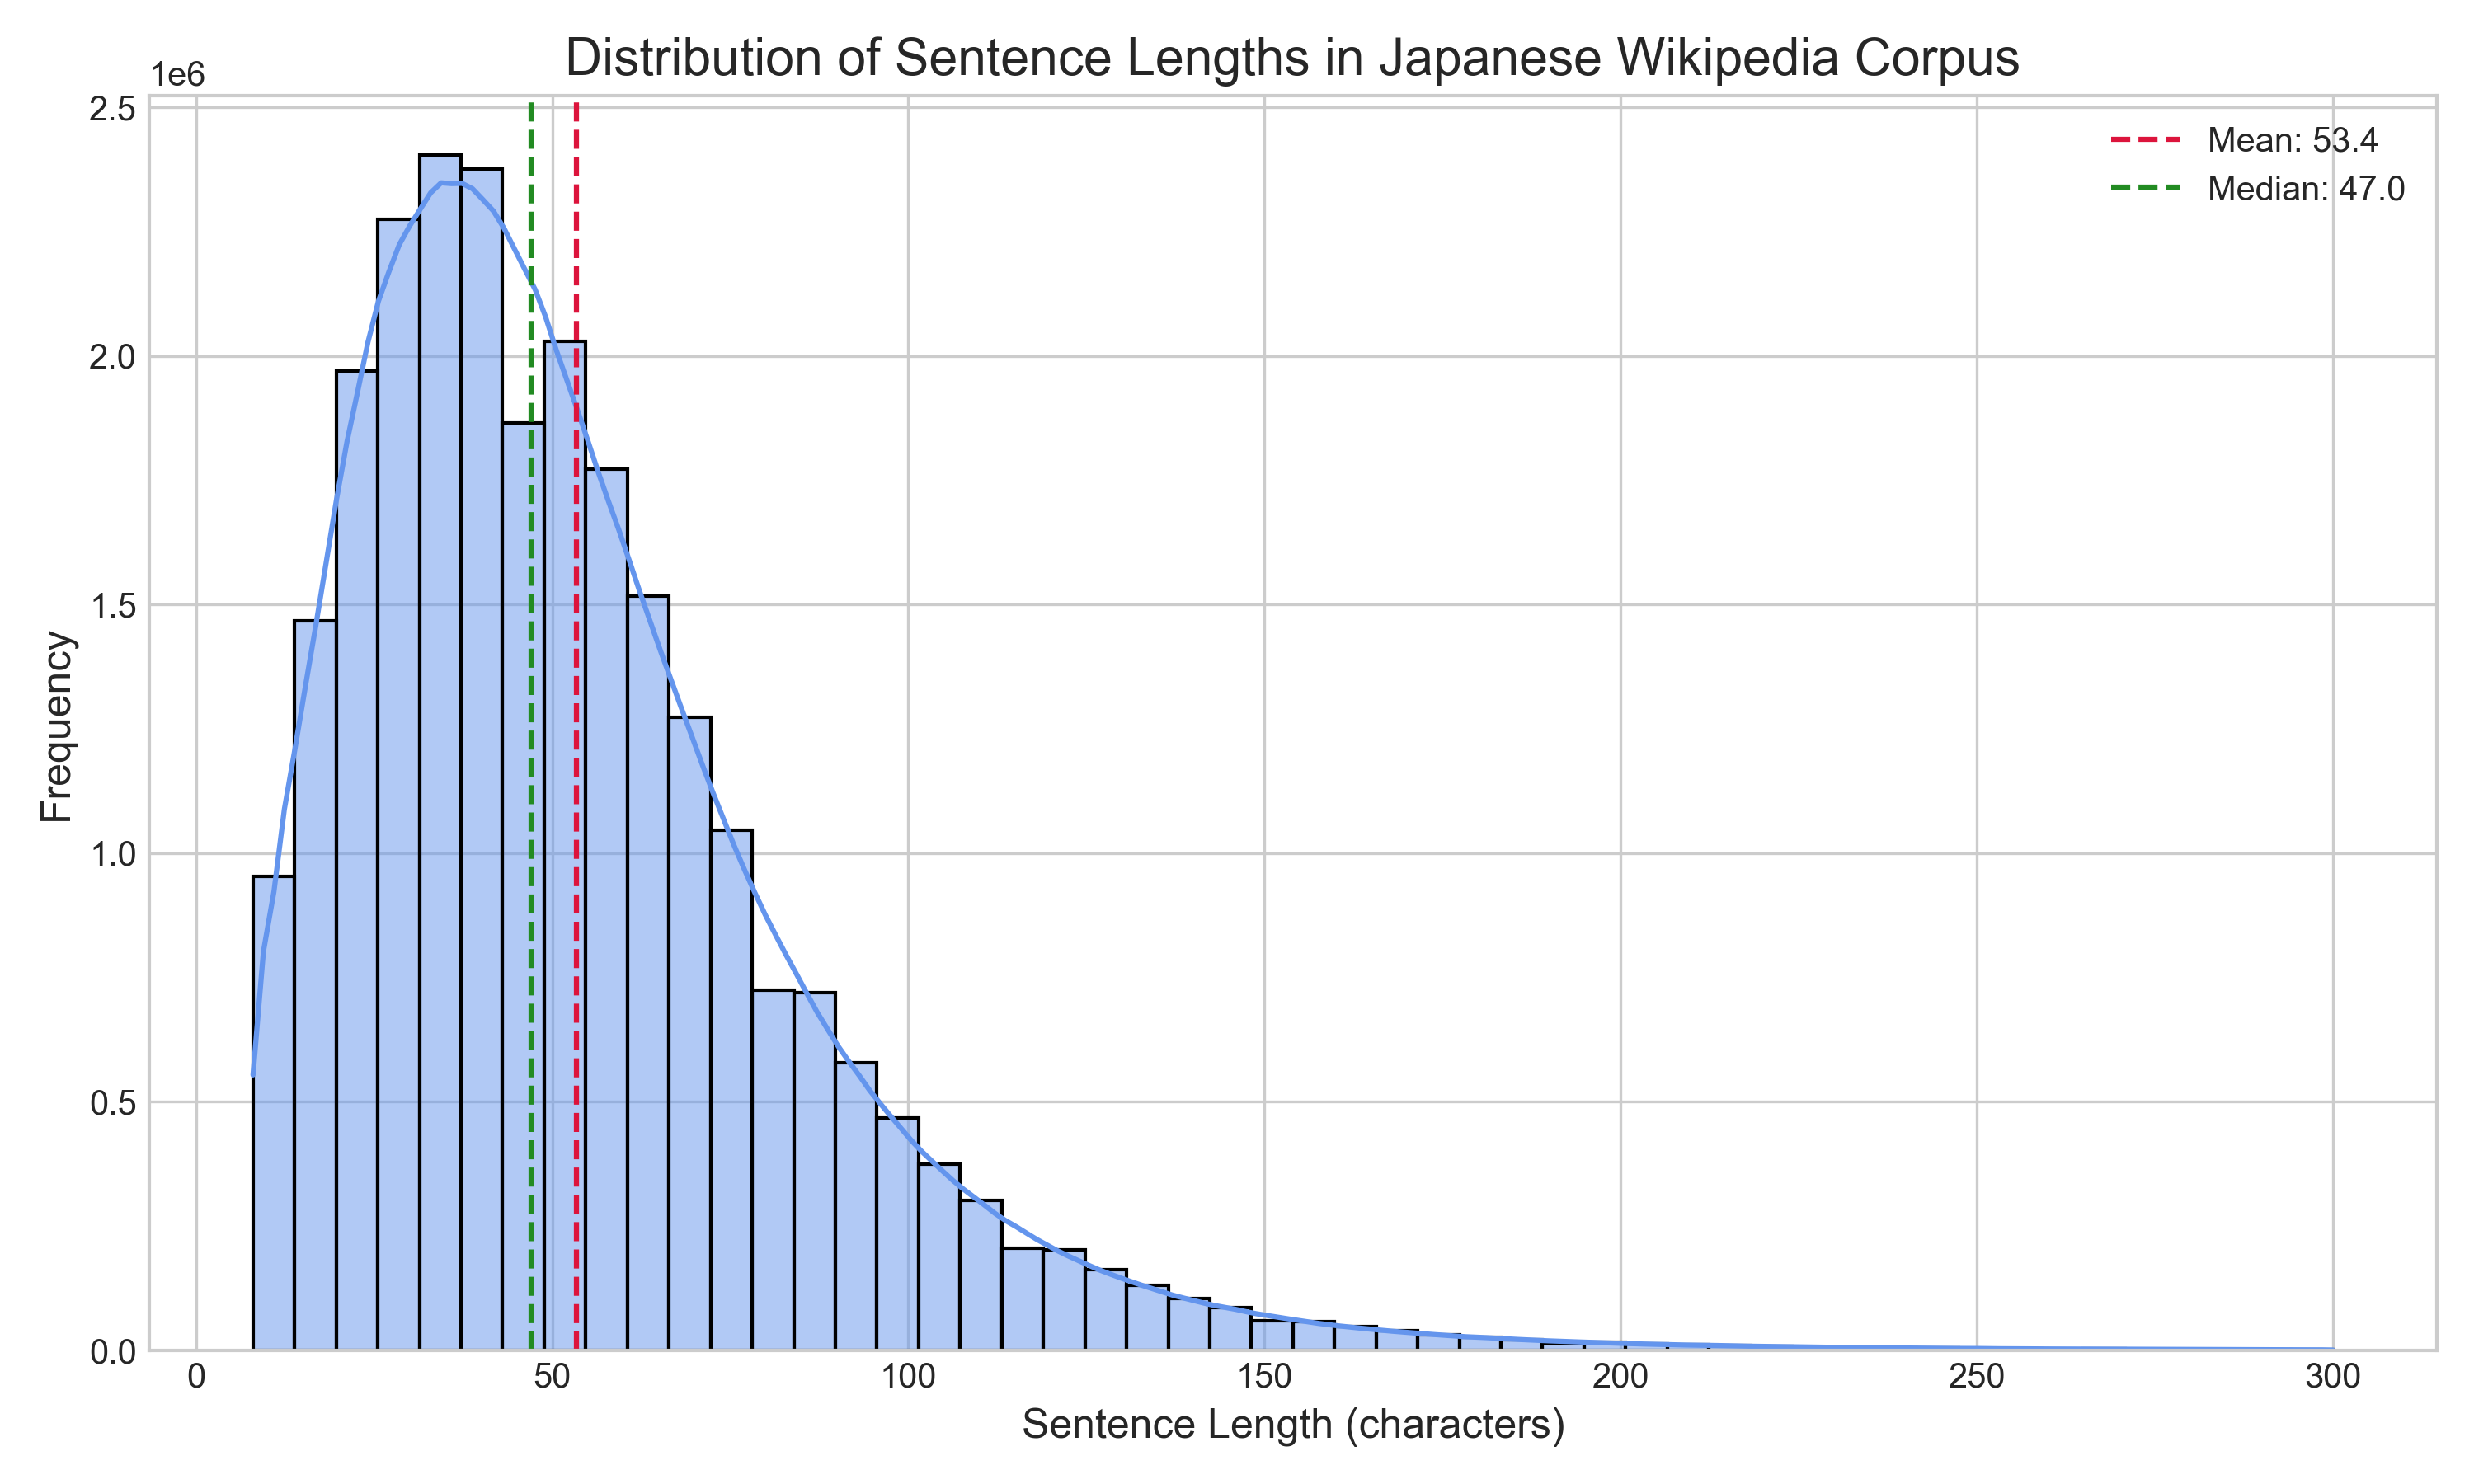 Distribution of Sentence Lengths in Japanese Wikipedia Corpus
1e6
Mean: 53.4
Median: 47.0
2.5
2.0
1.5
1.0
0.5
0.0
Frequency
0 50 100 150 200 250 300
Sentence Length (characters)